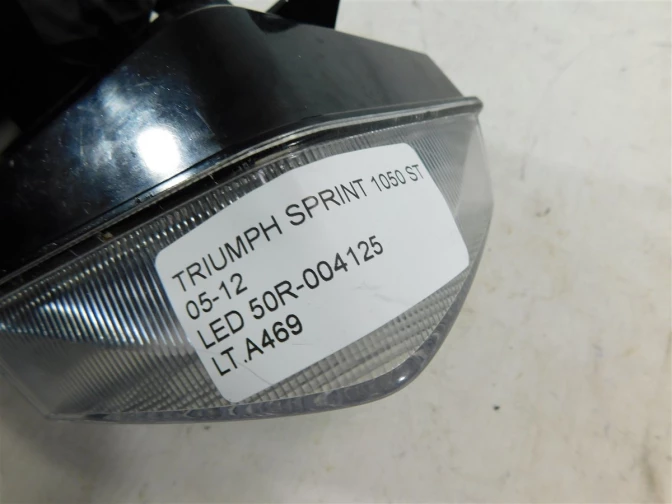 TRIUMPH SPRINT 1050 ST
05-12
LED 50R-004125
LT.A469